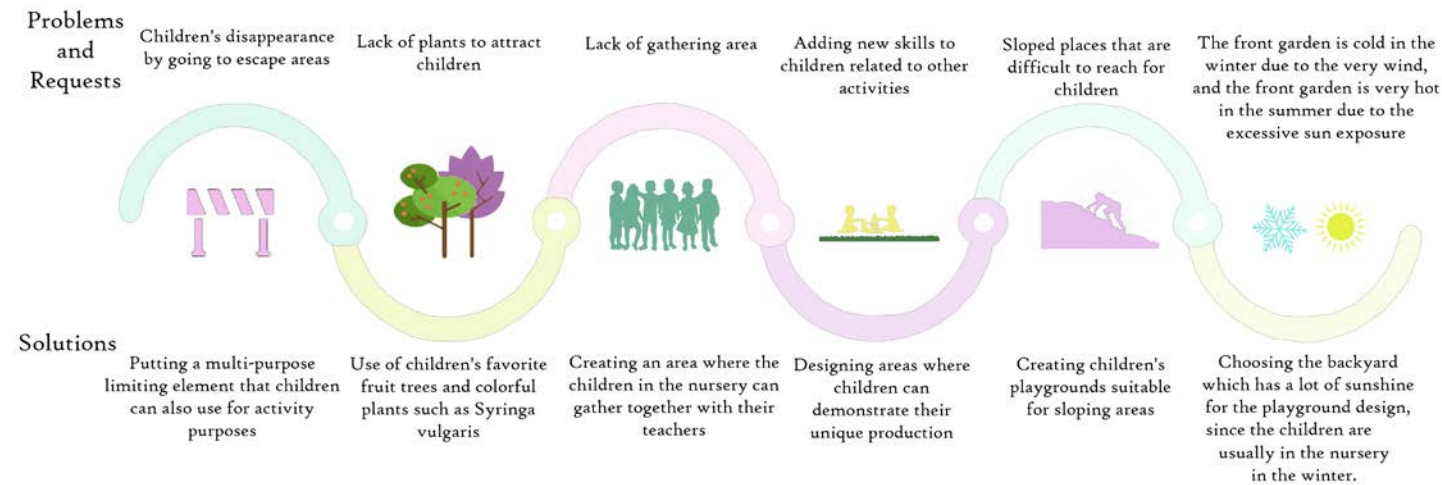 Problems
and
Requests
Children's disappearance
by going to escape areas
Lack of plants to attract
children
Lack of gathering area
Adding new skills to
children related to other
activities
Sloped places that are
difficult to reach for
children
The front garden is cold in the
winter due to the very wind,
and the front garden is very hot
in the summer due to the
excessive sun exposure
Solutions
Putting a multi-purpose
limiting element that children
can also use for activity
purposes
Use of children's favorite
fruit trees and colorful
plants such as Syringa
vulgaris
Creating an area where the
children in the nursery can
gather together with their
teachers
Designing areas where
children can
demonstrate their
unique production
Creating children's
playgrounds suitable
for sloping areas
Choosing the backyard
which has a lot of sunshine
for the playground design,
since the children are
usually in the nursery
in the winter.